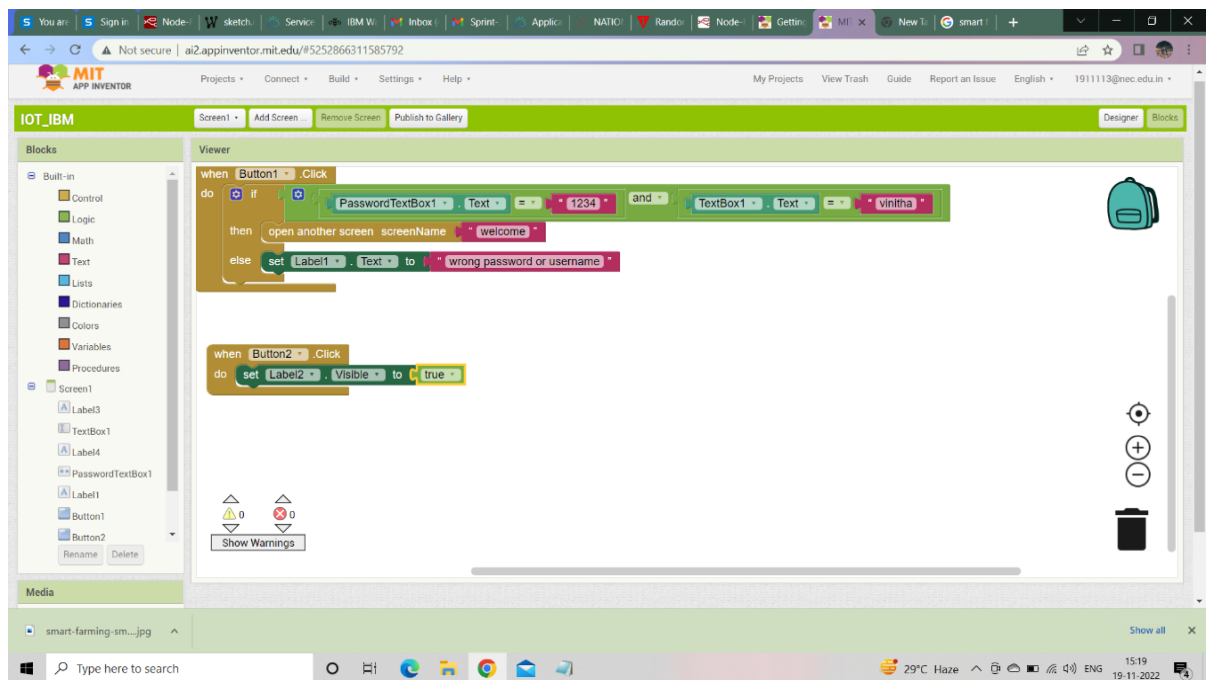 S You are S Sign in Node- sketch. Service IBM W Inbox ( Sprint- Applica NATIO Randor Node- Getting MIT × New Ta G smart f +
Not secure ai2.appinventor.mit.edu/#5252866311585792
MIT APP INVENTOR Projects Connect Build Settings Help My Projects View Trash Guide Report an Issue English 1911113@nec.edu.in
IOT_IBM Screen1 Add Screen ... Remove Screen Publish to Gallery Designer Blocks
Blocks Viewer
Built-in
Control
Logic
Math
Text
Lists
Dictionaries
Colors
Variables
Procedures
Screen1
Label3
TextBox1
Label4
PasswordTextBox1
Label1
Button1
Button2
Rename Delete
Media
when Button1 .Click
do if PasswordTextBox1 . Text = " 1234 " and TextBox1 . Text = " vinitha "
then open another screen screenName " welcome "
else set Label1 . Text to " wrong password or username "
when Button2 .Click
do set Label2 . Visible to true
0 0
Show Warnings
smart-farming-sm....jpg Show all ×
Type here to search 29°C Haze ENG 15:19
19-11-2022 4